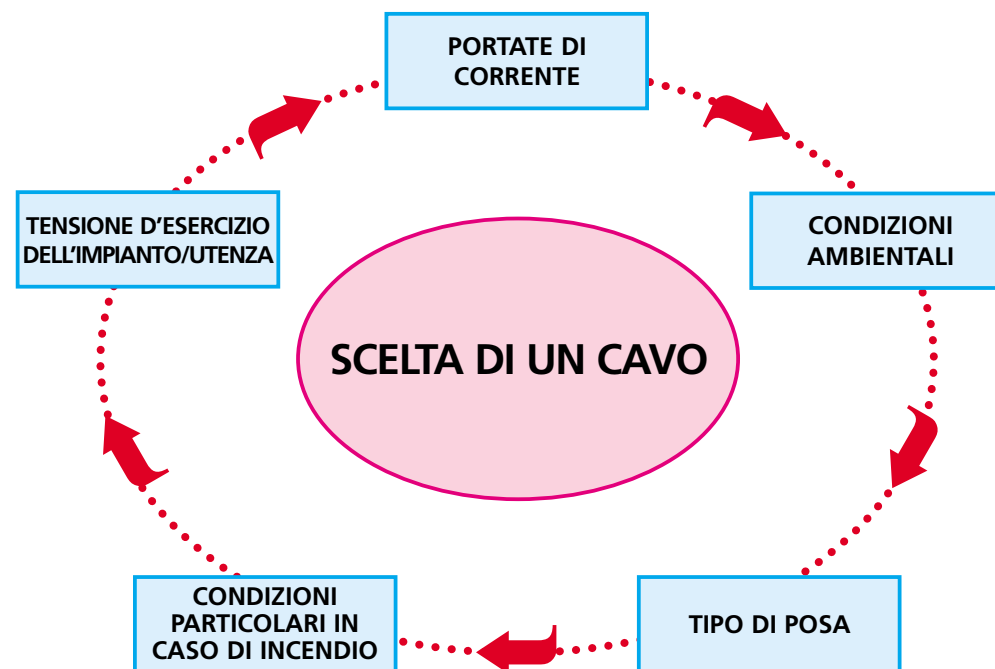 PORTATE DI
CORRENTE
TENSIONE D'ESERCIZIO
DELL'IMPIANTO/UTENZA
CONDIZIONI
AMBIENTALI
SCELTA DI UN CAVO
CONDIZIONI
PARTICOLARI IN
CASO DI INCENDIO
TIPO DI POSA